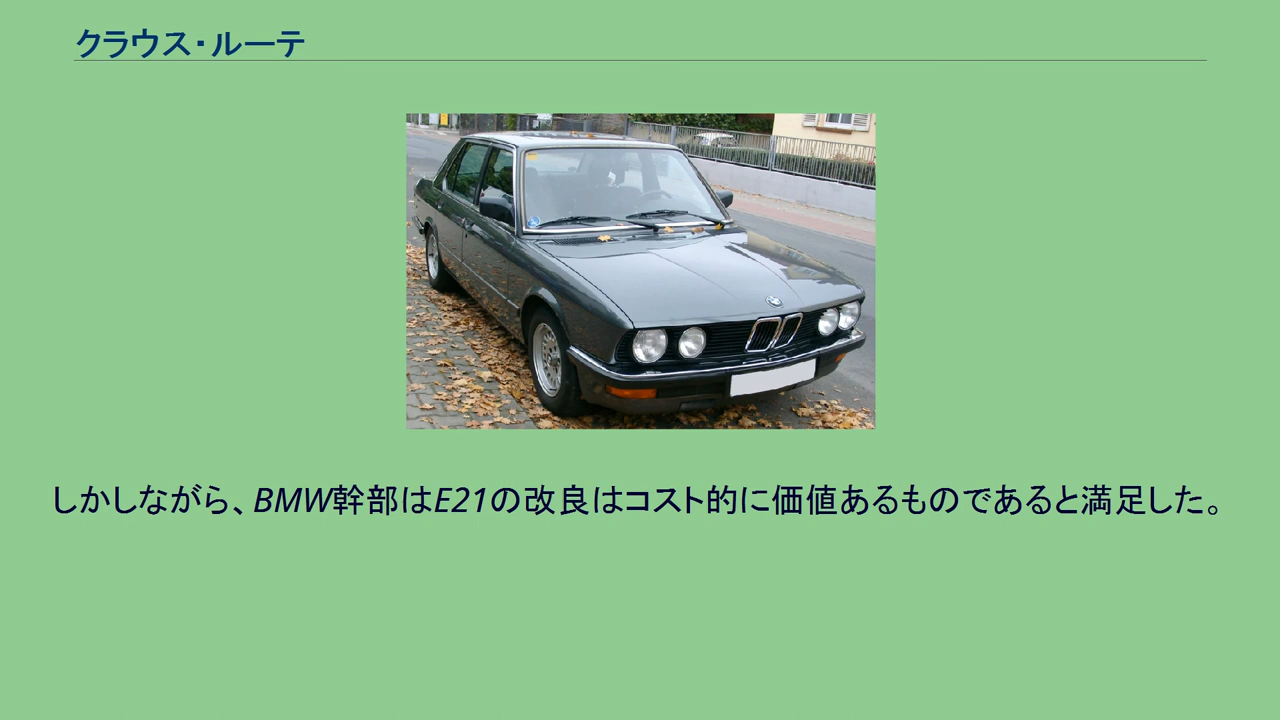 クラウス・ルーテ
しかしながら、BMW幹部はE21の改良はコスト的に価値あるものであると満足した。